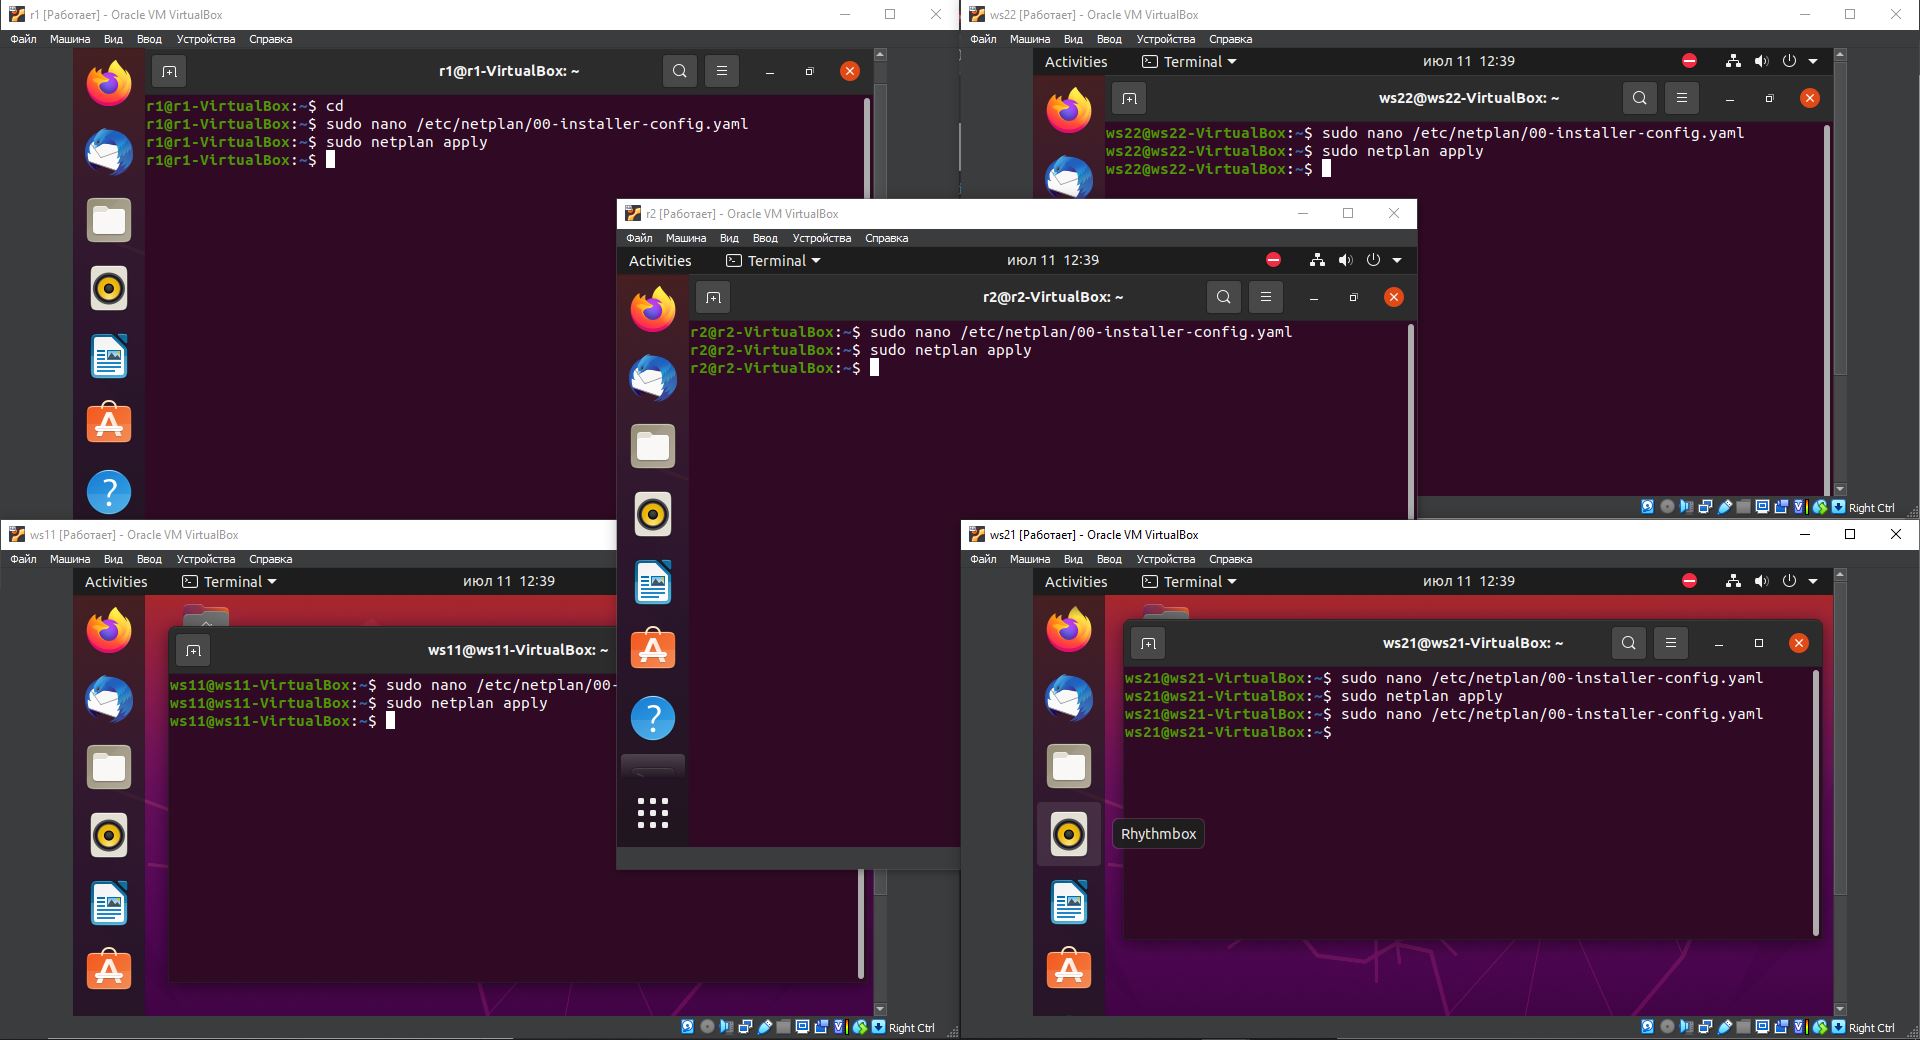 r1 [Работает] - Oracle VM VirtualBox
Файл Машина Вид Ввод Устройства Справка
r1@r1-VirtualBox: ~
r1@r1-VirtualBox:~$ cd
r1@r1-VirtualBox:~$ sudo nano /etc/netplan/00-installer-config.yaml
r1@r1-VirtualBox:~$ sudo netplan apply
r1@r1-VirtualBox:~$
ws22 [Работает] - Oracle VM VirtualBox
Файл Машина Вид Ввод Устройства Справка
Activities Terminal июл 11 12:39
ws22@ws22-VirtualBox: ~
ws22@ws22-VirtualBox:~$ sudo nano /etc/netplan/00-installer-config.yaml
ws22@ws22-VirtualBox:~$ sudo netplan apply
ws22@ws22-VirtualBox:~$
Right Ctrl
r2 [Работает] - Oracle VM VirtualBox
Файл Машина Вид Ввод Устройства Справка
Activities Terminal июл 11 12:39
r2@r2-VirtualBox: ~
r2@r2-VirtualBox:~$ sudo nano /etc/netplan/00-installer-config.yaml
r2@r2-VirtualBox:~$ sudo netplan apply
r2@r2-VirtualBox:~$
ws11 [Работает] - Oracle VM VirtualBox
Файл Машина Вид Ввод Устройства Справка
Activities Terminal июл 11 12:39
ws11@ws11-VirtualBox: ~
ws11@ws11-VirtualBox:~$ sudo nano /etc/netplan/00-
ws11@ws11-VirtualBox:~$ sudo netplan apply
ws11@ws11-VirtualBox:~$
Right Ctrl
ws21 [Работает] - Oracle VM VirtualBox
Файл Машина Вид Ввод Устройства Справка
Activities Terminal июл 11 12:39
ws21@ws21-VirtualBox: ~
ws21@ws21-VirtualBox:~$ sudo nano /etc/netplan/00-installer-config.yaml
ws21@ws21-VirtualBox:~$ sudo netplan apply
ws21@ws21-VirtualBox:~$ sudo nano /etc/netplan/00-installer-config.yaml
ws21@ws21-VirtualBox:~$
Rhythmbox
Right Ctrl